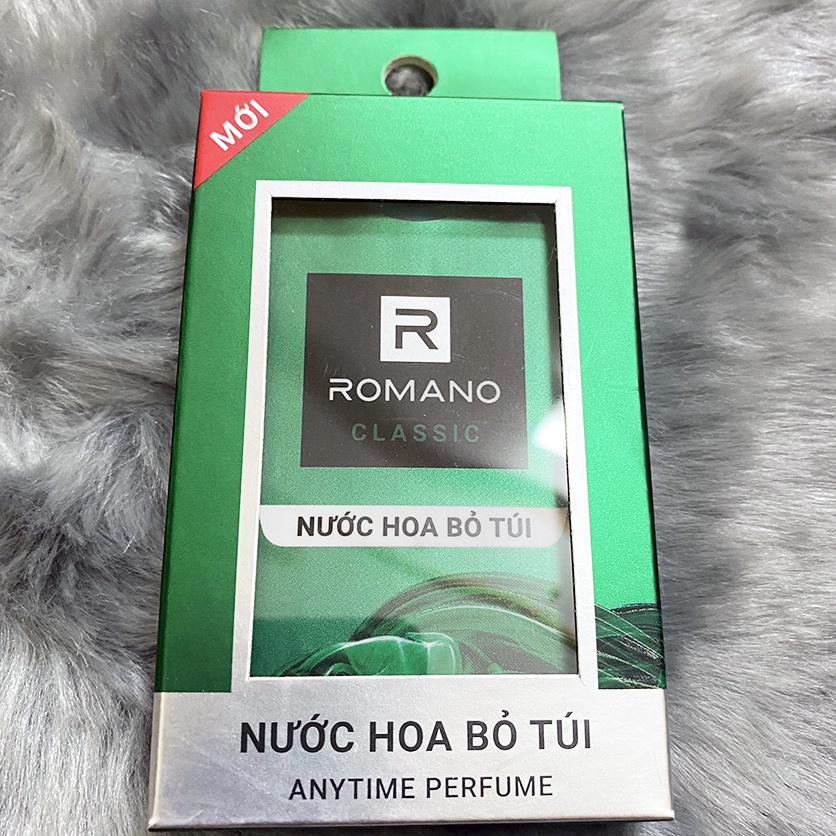 MỚI
R
ROMANO
CLASSIC
NƯỚC HOA BỎ TÚI
NƯỚC HOA BỎ TÚI
ANYTIME PERFUME